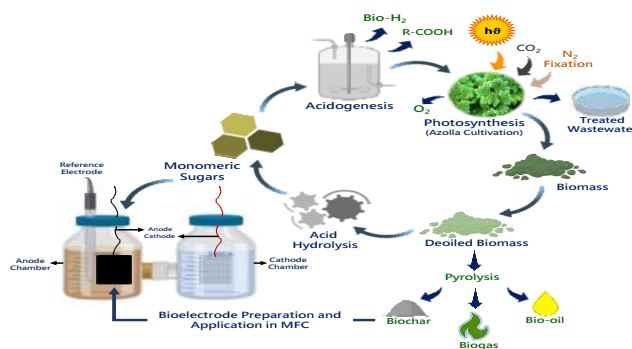 Bio-H2
R-COOH
hϑ
CO2
N2
Fixation
Acidogenesis
O2
Photosynthesis
(Azolla Cultivation)
Treated
Wastewate
Reference
Electrode
Monomeric
Sugars
Biomass
Anode
Cathode
Acid
Hydrolysis
Deoiled Biomass
Anode
Chamber
Cathode
Chamber
Pyrolysis
Bioelectrode Preparation and
Application in MFC
Biochar
Bio-oil
Biogas